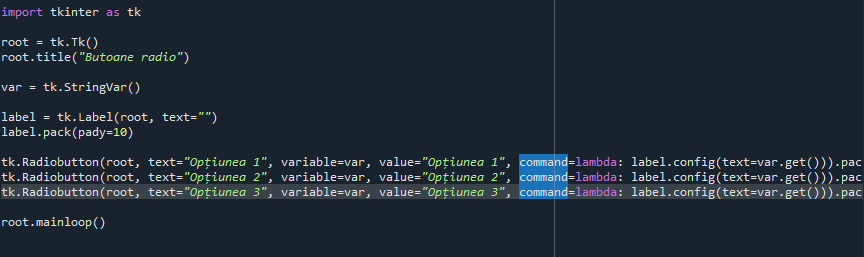 import tkinter as tk
root = tk.Tk()
root.title("Butoane radio")
var = tk.StringVar()
label = tk.Label(root, text="")
label.pack(pady=10)
tk.Radiobutton(root, text="Opțiunea 1", variable=var, value="Opțiunea 1", command=lambda: label.config(text=var.get())).pac
tk.Radiobutton(root, text="Opțiunea 2", variable=var, value="Opțiunea 2", command=lambda: label.config(text=var.get())).pac
tk.Radiobutton(root, text="Opțiunea 3", variable=var, value="Opțiunea 3", command=lambda: label.config(text=var.get())).pac
root.mainloop()